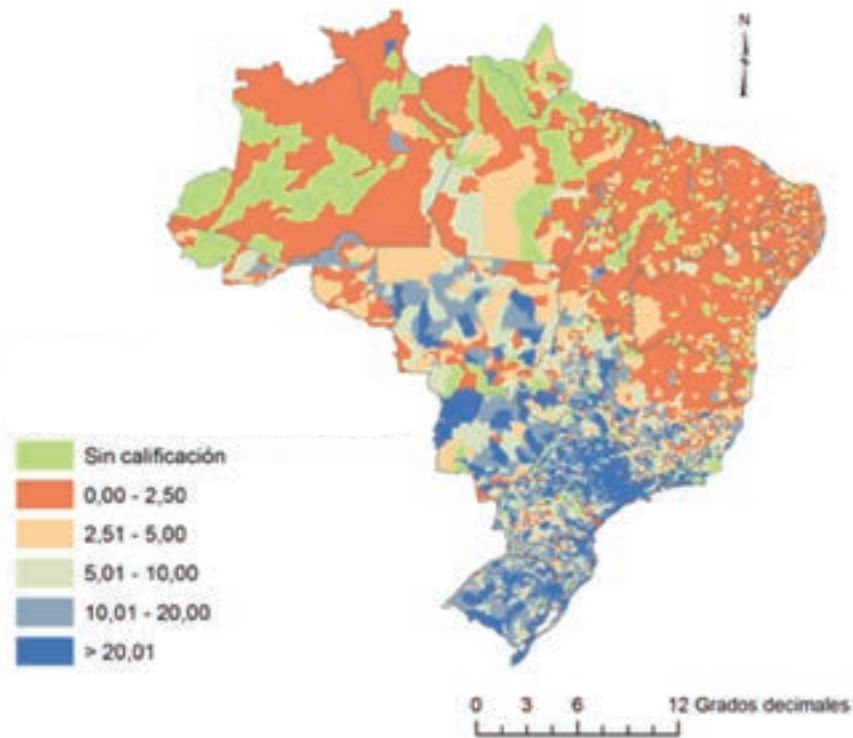 N
Sin calificación
0,00 - 2,50
2,51 - 5,00
5,01 - 10,00
10,01 - 20,00
> 20,01
0 3 6 12 Grados decimales